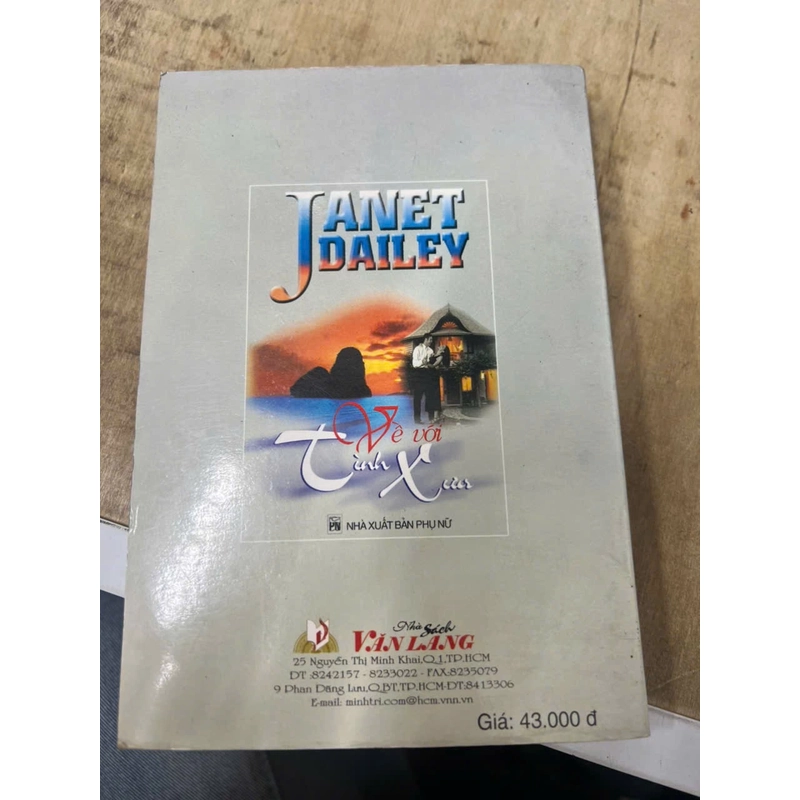 JANET
DAILEY
Về với
Tình Xưa
PN
NHÀ XUẤT BẢN PHỤ NỮ
Nhà sách
VĂN LANG
25 Nguyễn Thị Minh Khai,Q.1,TP.HCM
ĐT :8242157 - 8233022 - FAX:8235079
9 Phan Đăng Lưu,Q.BT,TP.HCM-ĐT:8413306
E-mail: minhtri.com@hcm.vnn.vn
Giá: 43.000 đ